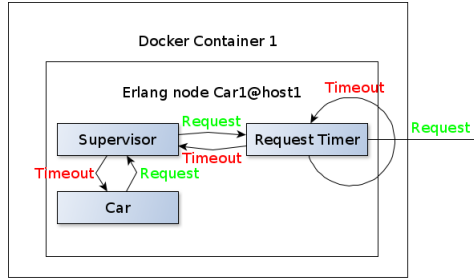 Docker Container 1
Erlang node Car1@host1
Timeout
Request
Request
Supervisor
Request Timer
Timeout
Timeout
Request
Car